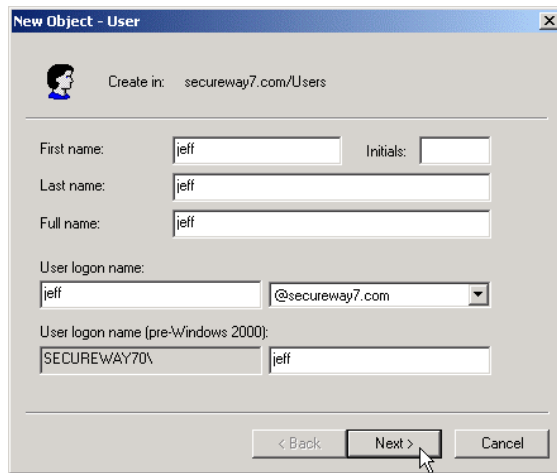 New Object - User
Create in: secureway7.com/Users
First name: jeff Initials:
Last name: jeff
Full name: jeff
User logon name:
jeff @secureway7.com
User logon name (pre-Windows 2000):
SECUREWAY70\ jeff
< Back Next > Cancel